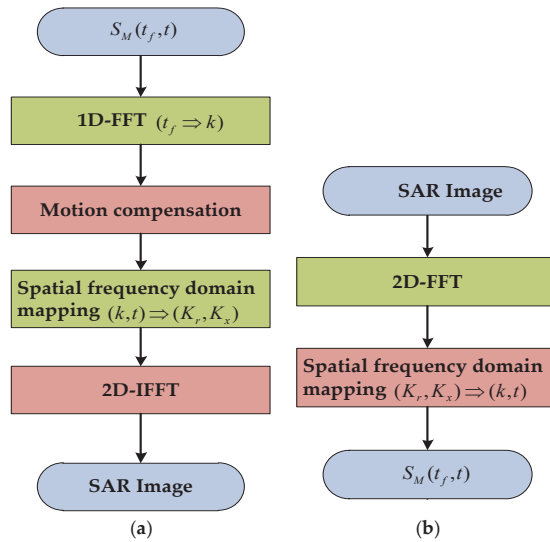 S_M(t_f,t)
1D-FFT (t_f ⇒ k)
Motion compensation
Spatial frequency domain
mapping (k,t) ⇒ (K_r, K_x)
2D-IFFT
SAR Image
(a)
SAR Image
2D-FFT
Spatial frequency domain
mapping (K_r, K_x) ⇒ (k,t)
S_M(t_f,t)
(b)